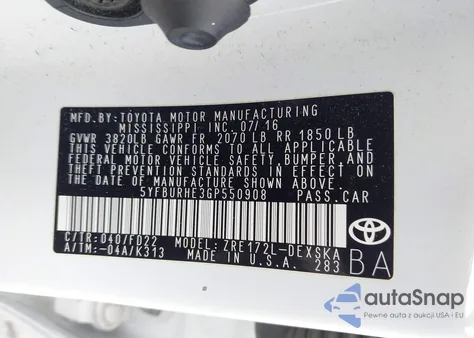 MFD. BY: TOYOTA MOTOR MANUFACTURING
MISSISSIPPI INC. 07/16
GVWR 3820LB GAWR FR 2070 LB RR 1850 LB
THIS VEHICLE CONFORMS TO ALL APPLICABLE
FEDERAL MOTOR VEHICLE SAFETY, BUMPER, AND
THEFT PREVENTION STANDARDS IN EFFECT ON
THE DATE OF MANUFACTURE SHOWN ABOVE.
5YFBURHE3GP550908 PASS.CAR
C/TR: 040/FD22 MODEL: ZRE172L-DEXSKA
A/TM: -04A/K313 MADE IN U.S.A. 283
BA
TOYOTA
autoSnap
Pewne auta z aukcji USA i EU